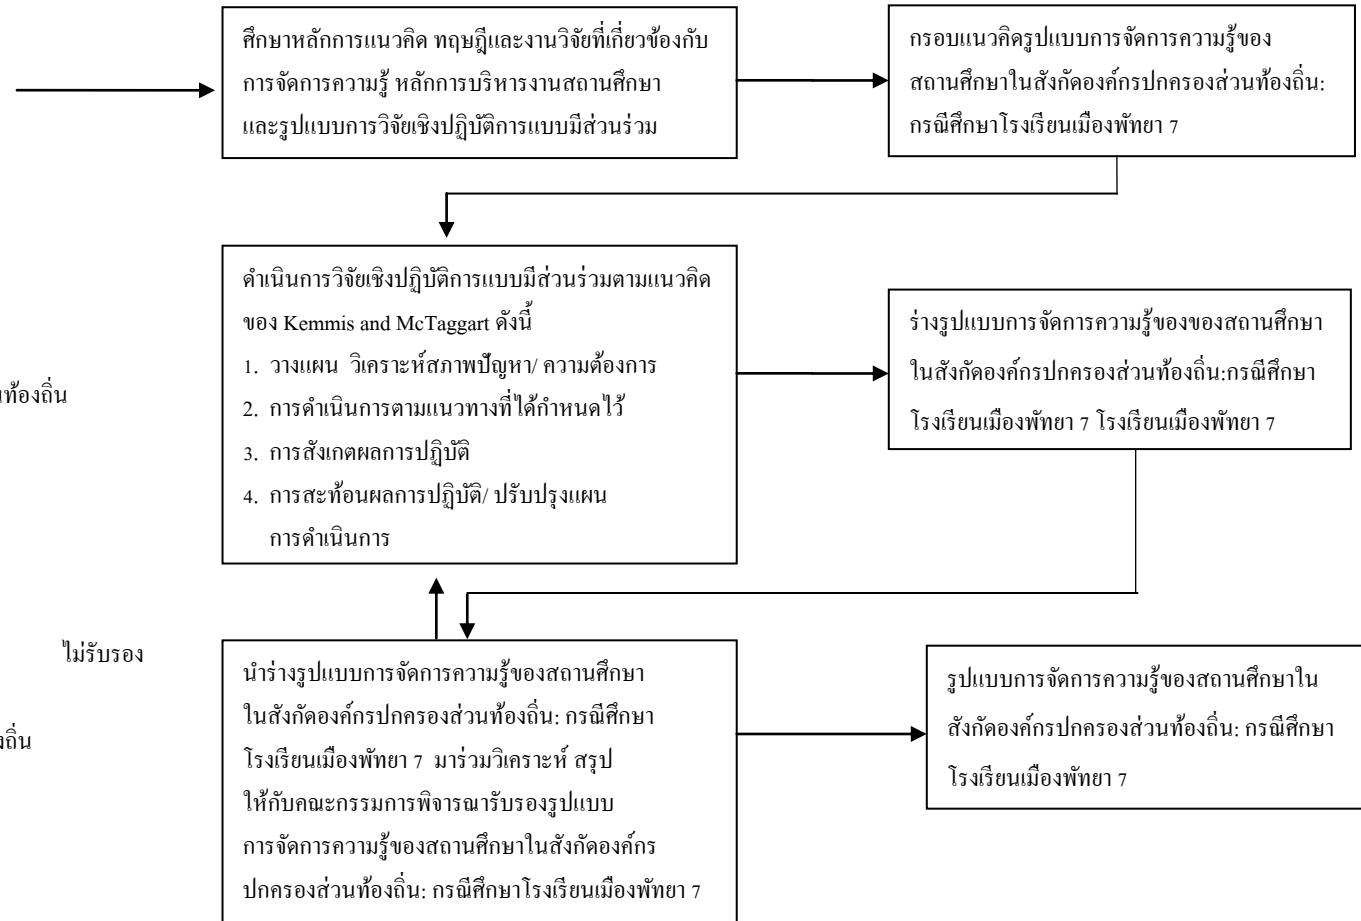 ศึกษาหลักการแนวคิด ทฤษฎีและงานวิจัยที่เกี่ยวข้องกับ
การจัดการความรู้ หลักการบริหารงานสถานศึกษา
และรูปแบบการวิจัยเชิงปฏิบัติการแบบมีส่วนร่วม
กรอบแนวคิดรูปแบบการจัดการความรู้ของ
สถานศึกษาในสังกัดองค์กรปกครองส่วนท้องถิ่น:
กรณีศึกษาโรงเรียนเมืองพัทยา 7
ดำเนินการวิจัยเชิงปฏิบัติการแบบมีส่วนร่วมตามแนวคิด
ของ Kemmis and McTaggart ดังนี้
1. วางแผน วิเคราะห์สภาพปัญหา/ ความต้องการ
2. การดำเนินการตามแนวทางที่ได้กำหนดไว้
3. การสังเกตผลการปฏิบัติ
4. การสะท้อนผลการปฏิบัติ/ ปรับปรุงแผน
การดำเนินการ
ร่างรูปแบบการจัดการความรู้ของของสถานศึกษา
ในสังกัดองค์กรปกครองส่วนท้องถิ่น:กรณีศึกษา
โรงเรียนเมืองพัทยา 7 โรงเรียนเมืองพัทยา 7
นท้องถิ่น
ไม่รับรอง
งถิ่น
นำร่างรูปแบบการจัดการความรู้ของสถานศึกษา
ในสังกัดองค์กรปกครองส่วนท้องถิ่น: กรณีศึกษา
โรงเรียนเมืองพัทยา 7 มาร่วมวิเคราะห์ สรุป
ให้กับคณะกรรมการพิจารณารับรองรูปแบบ
การจัดการความรู้ของสถานศึกษาในสังกัดองค์กร
ปกครองส่วนท้องถิ่น: กรณีศึกษาโรงเรียนเมืองพัทยา 7
รูปแบบการจัดการความรู้ของสถานศึกษาใน
สังกัดองค์กรปกครองส่วนท้องถิ่น: กรณีศึกษา
โรงเรียนเมืองพัทยา 7